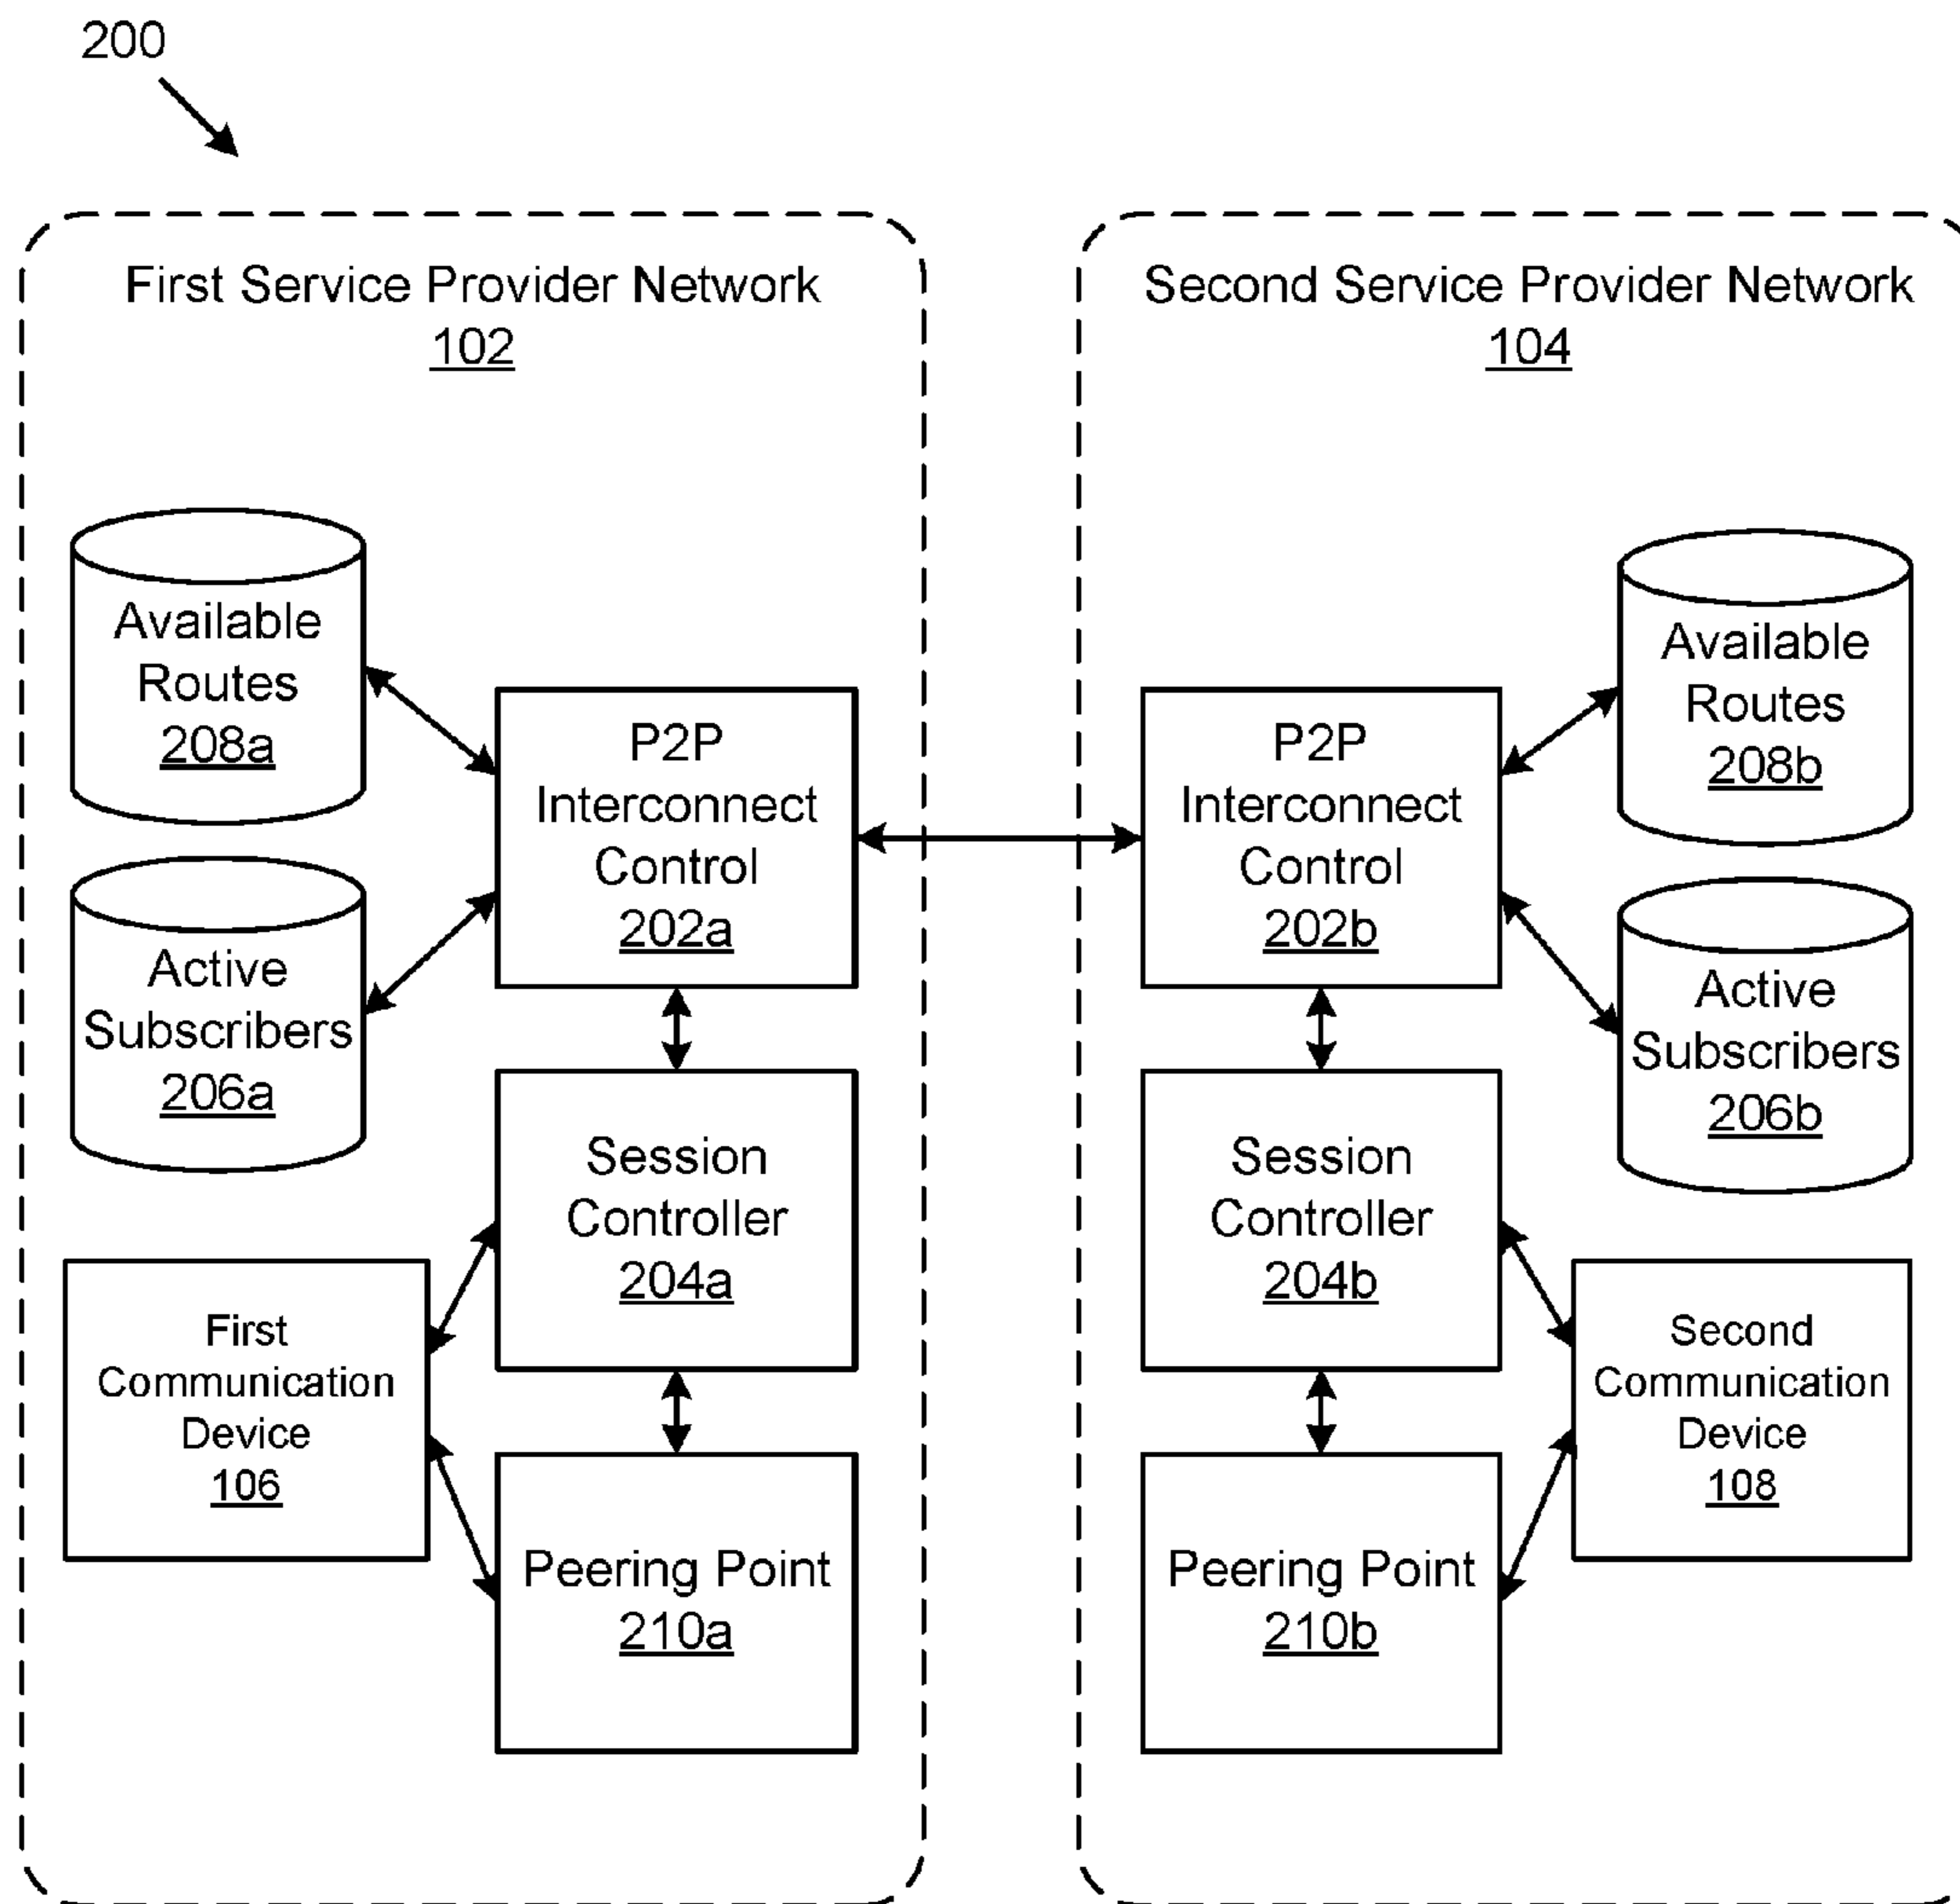 200
First Service Provider Network
102
Second Service Provider Network
104
Available
Routes
208a
P2P
Interconnect
Control
202a
Active
Subscribers
206a
Session
Controller
204a
First
Communication
Device
106
Peering Point
210a
P2P
Interconnect
Control
202b
Available
Routes
208b
Active
Subscribers
206b
Session
Controller
204b
Second
Communication
Device
108
Peering Point
210b